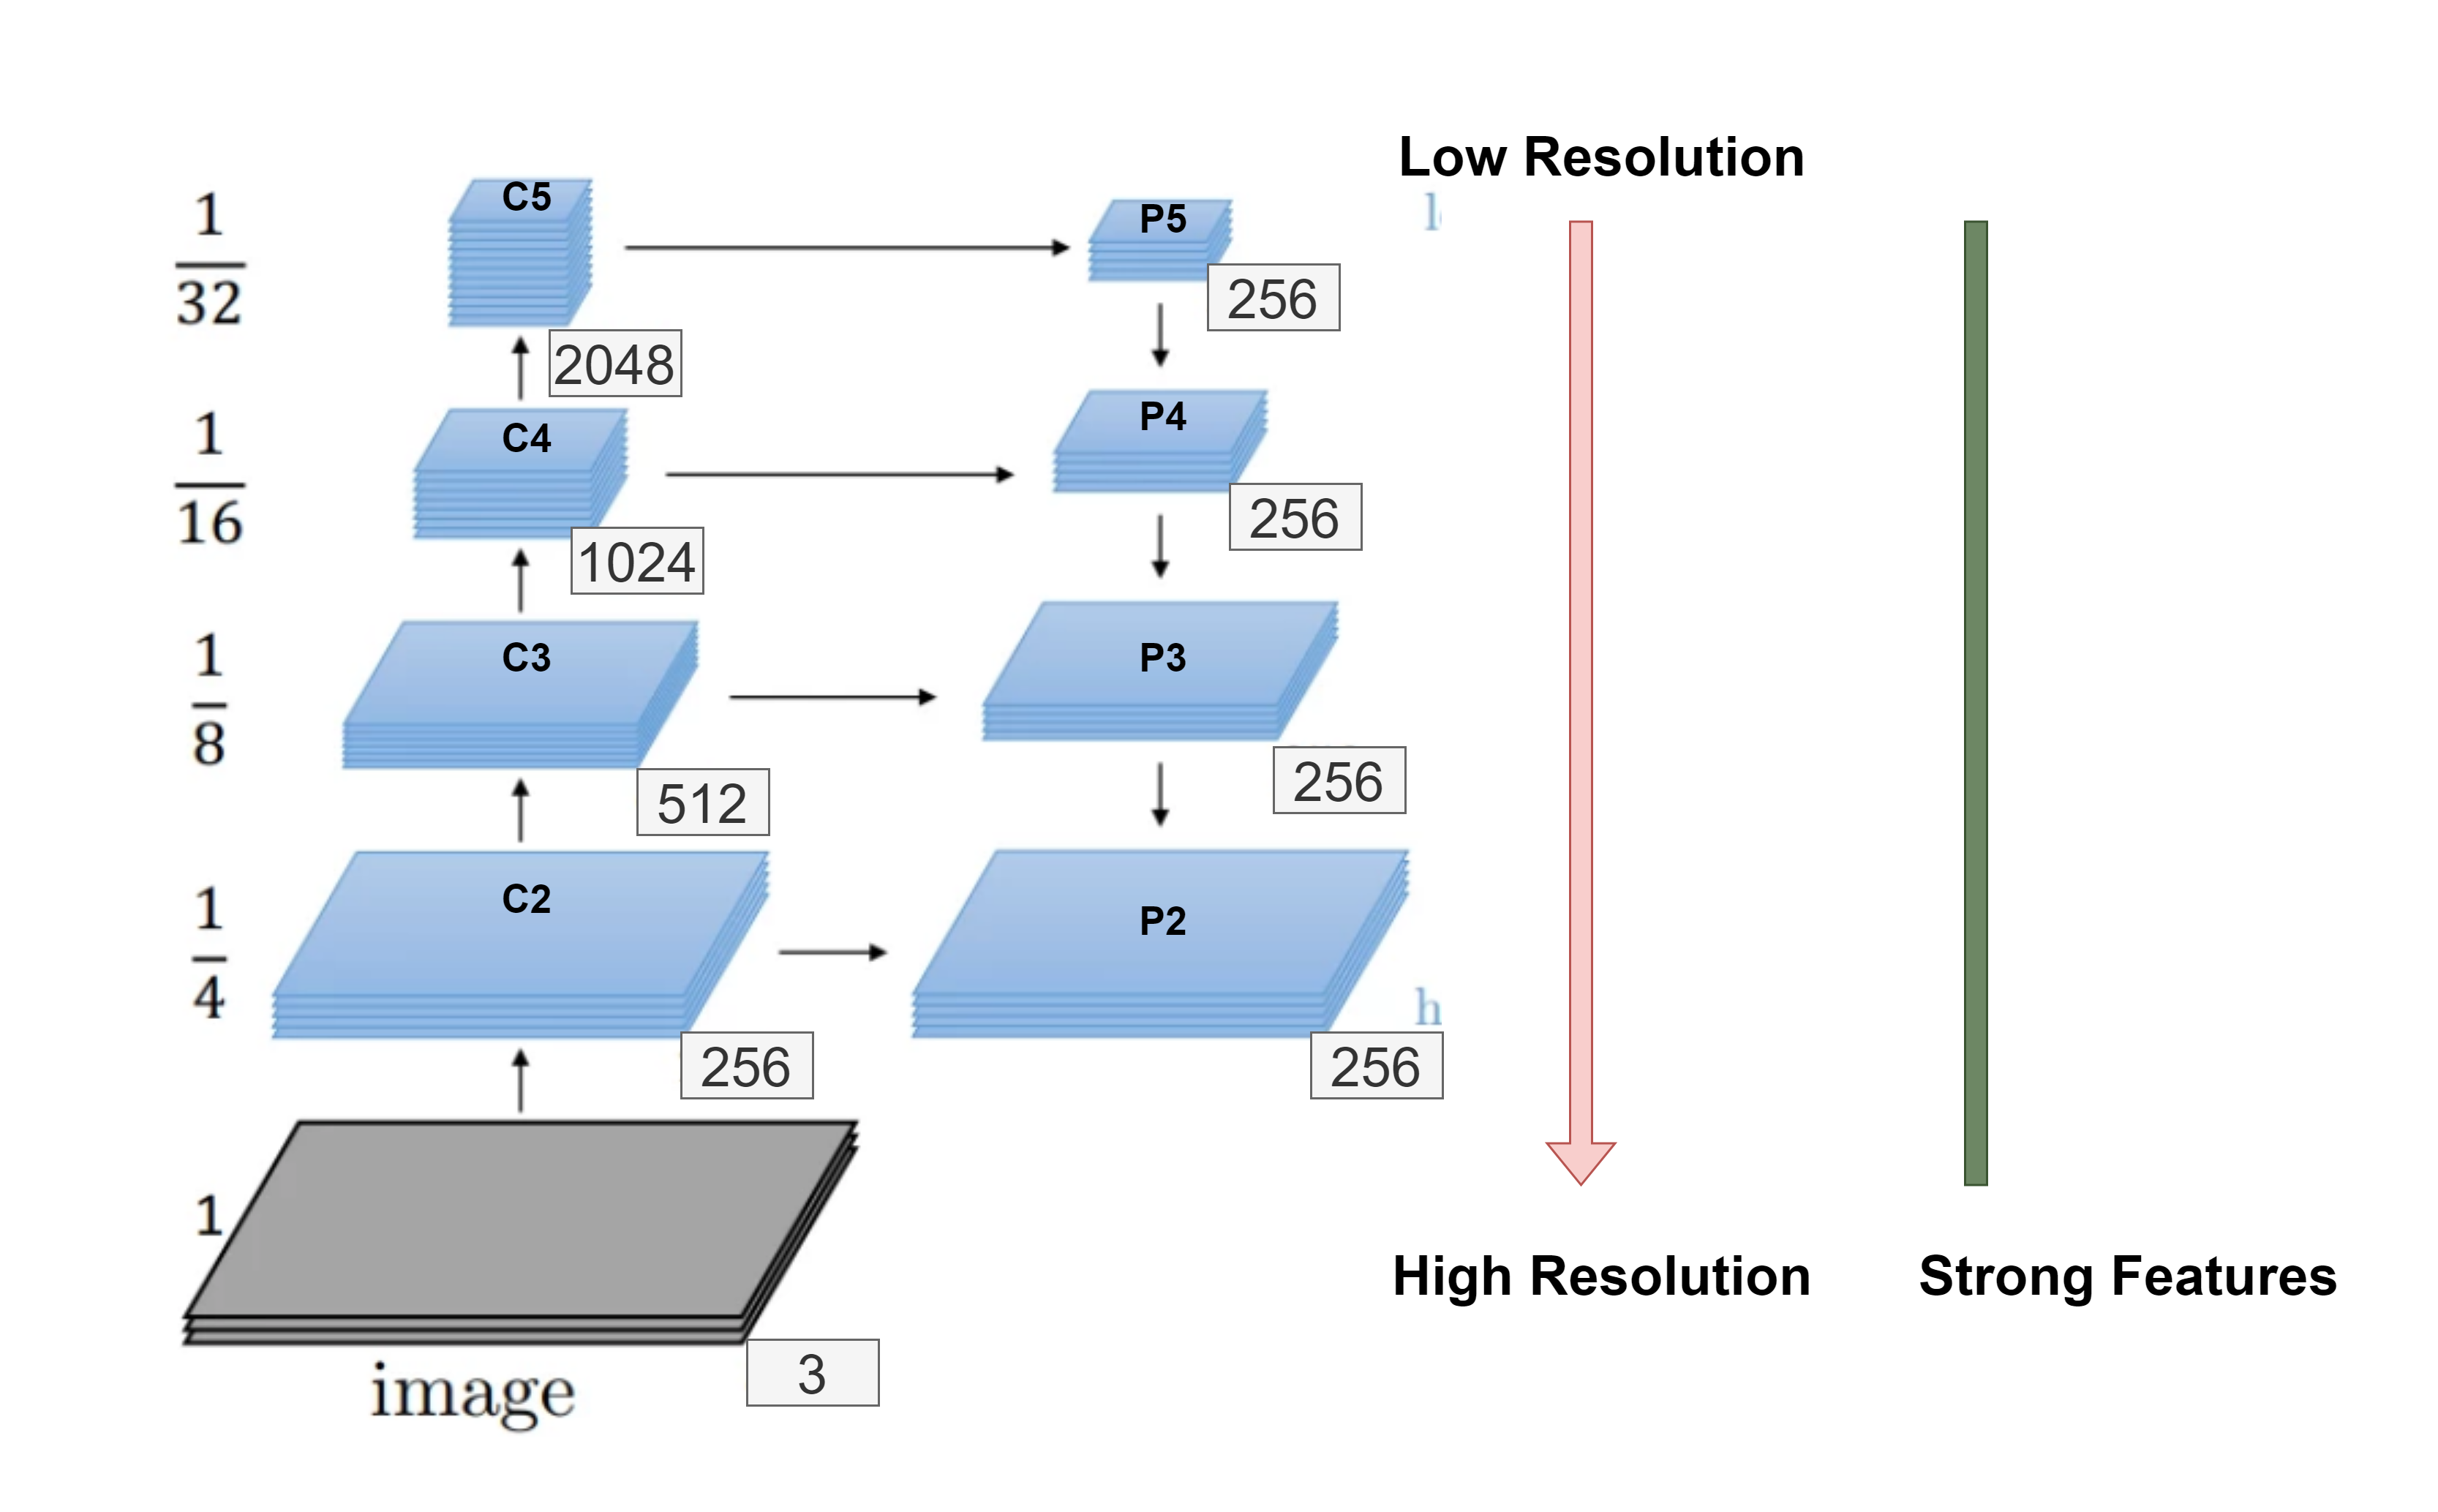 Low Resolution
1
32
C5
2048
P5
256
l
1
16
C4
1024
P4
256
1
8
C3
512
P3
256
1
4
C2
256
P2
256
h
1
image
3
High Resolution
Strong Features